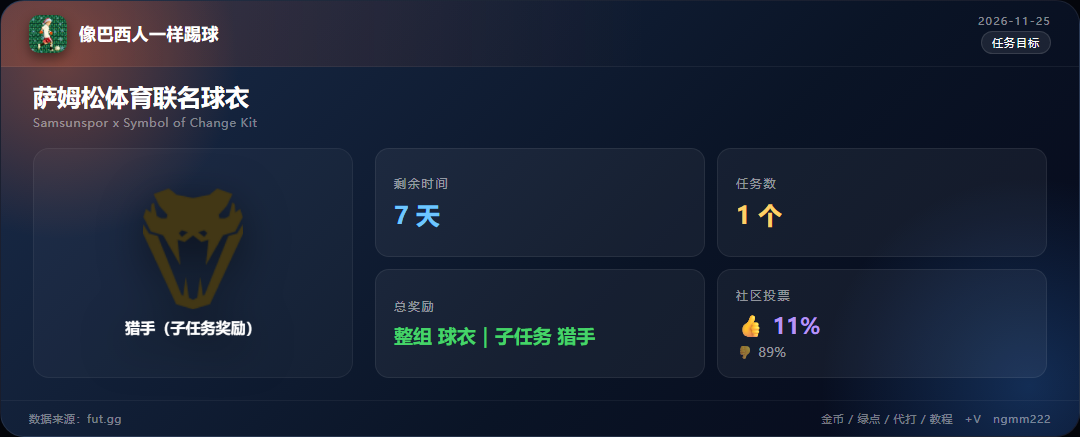 像巴西人一样踢球
2026-11-25
任务目标
萨姆松体育联名球衣
Samsunspor x Symbol of Change Kit
猎手（子任务奖励）
剩余时间
7 天
任务数
1 个
总奖励
整组 球衣 | 子任务 猎手
社区投票
👍 11%
👎 89%
数据来源：fut.gg
金币 / 绿点 / 代打 / 教程 +V ngmm222